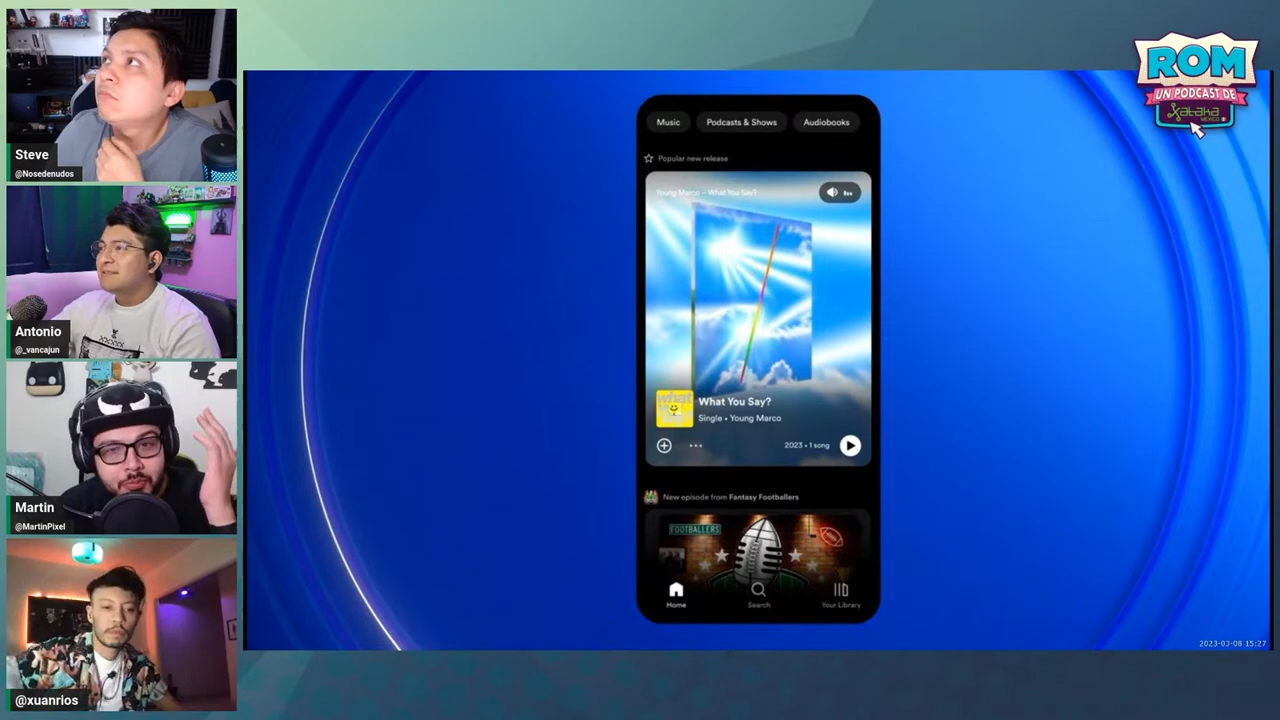 Steve
@Nosedenudos
Antonio
@_vancajun
Martin
@MartinPixel
@xuanrios
Music
Podcasts & Shows
Audiobooks
Popular new release
Young Marco – What You Say?
What You Say?
Single • Young Marco
2023 • 1 song
New episode from Fantasy Footballers
FOOTBALLERS
Home
Search
Your Library
ROM
UN PODCAST DE
Xataka
MÉXICO
2023-03-08 15:27